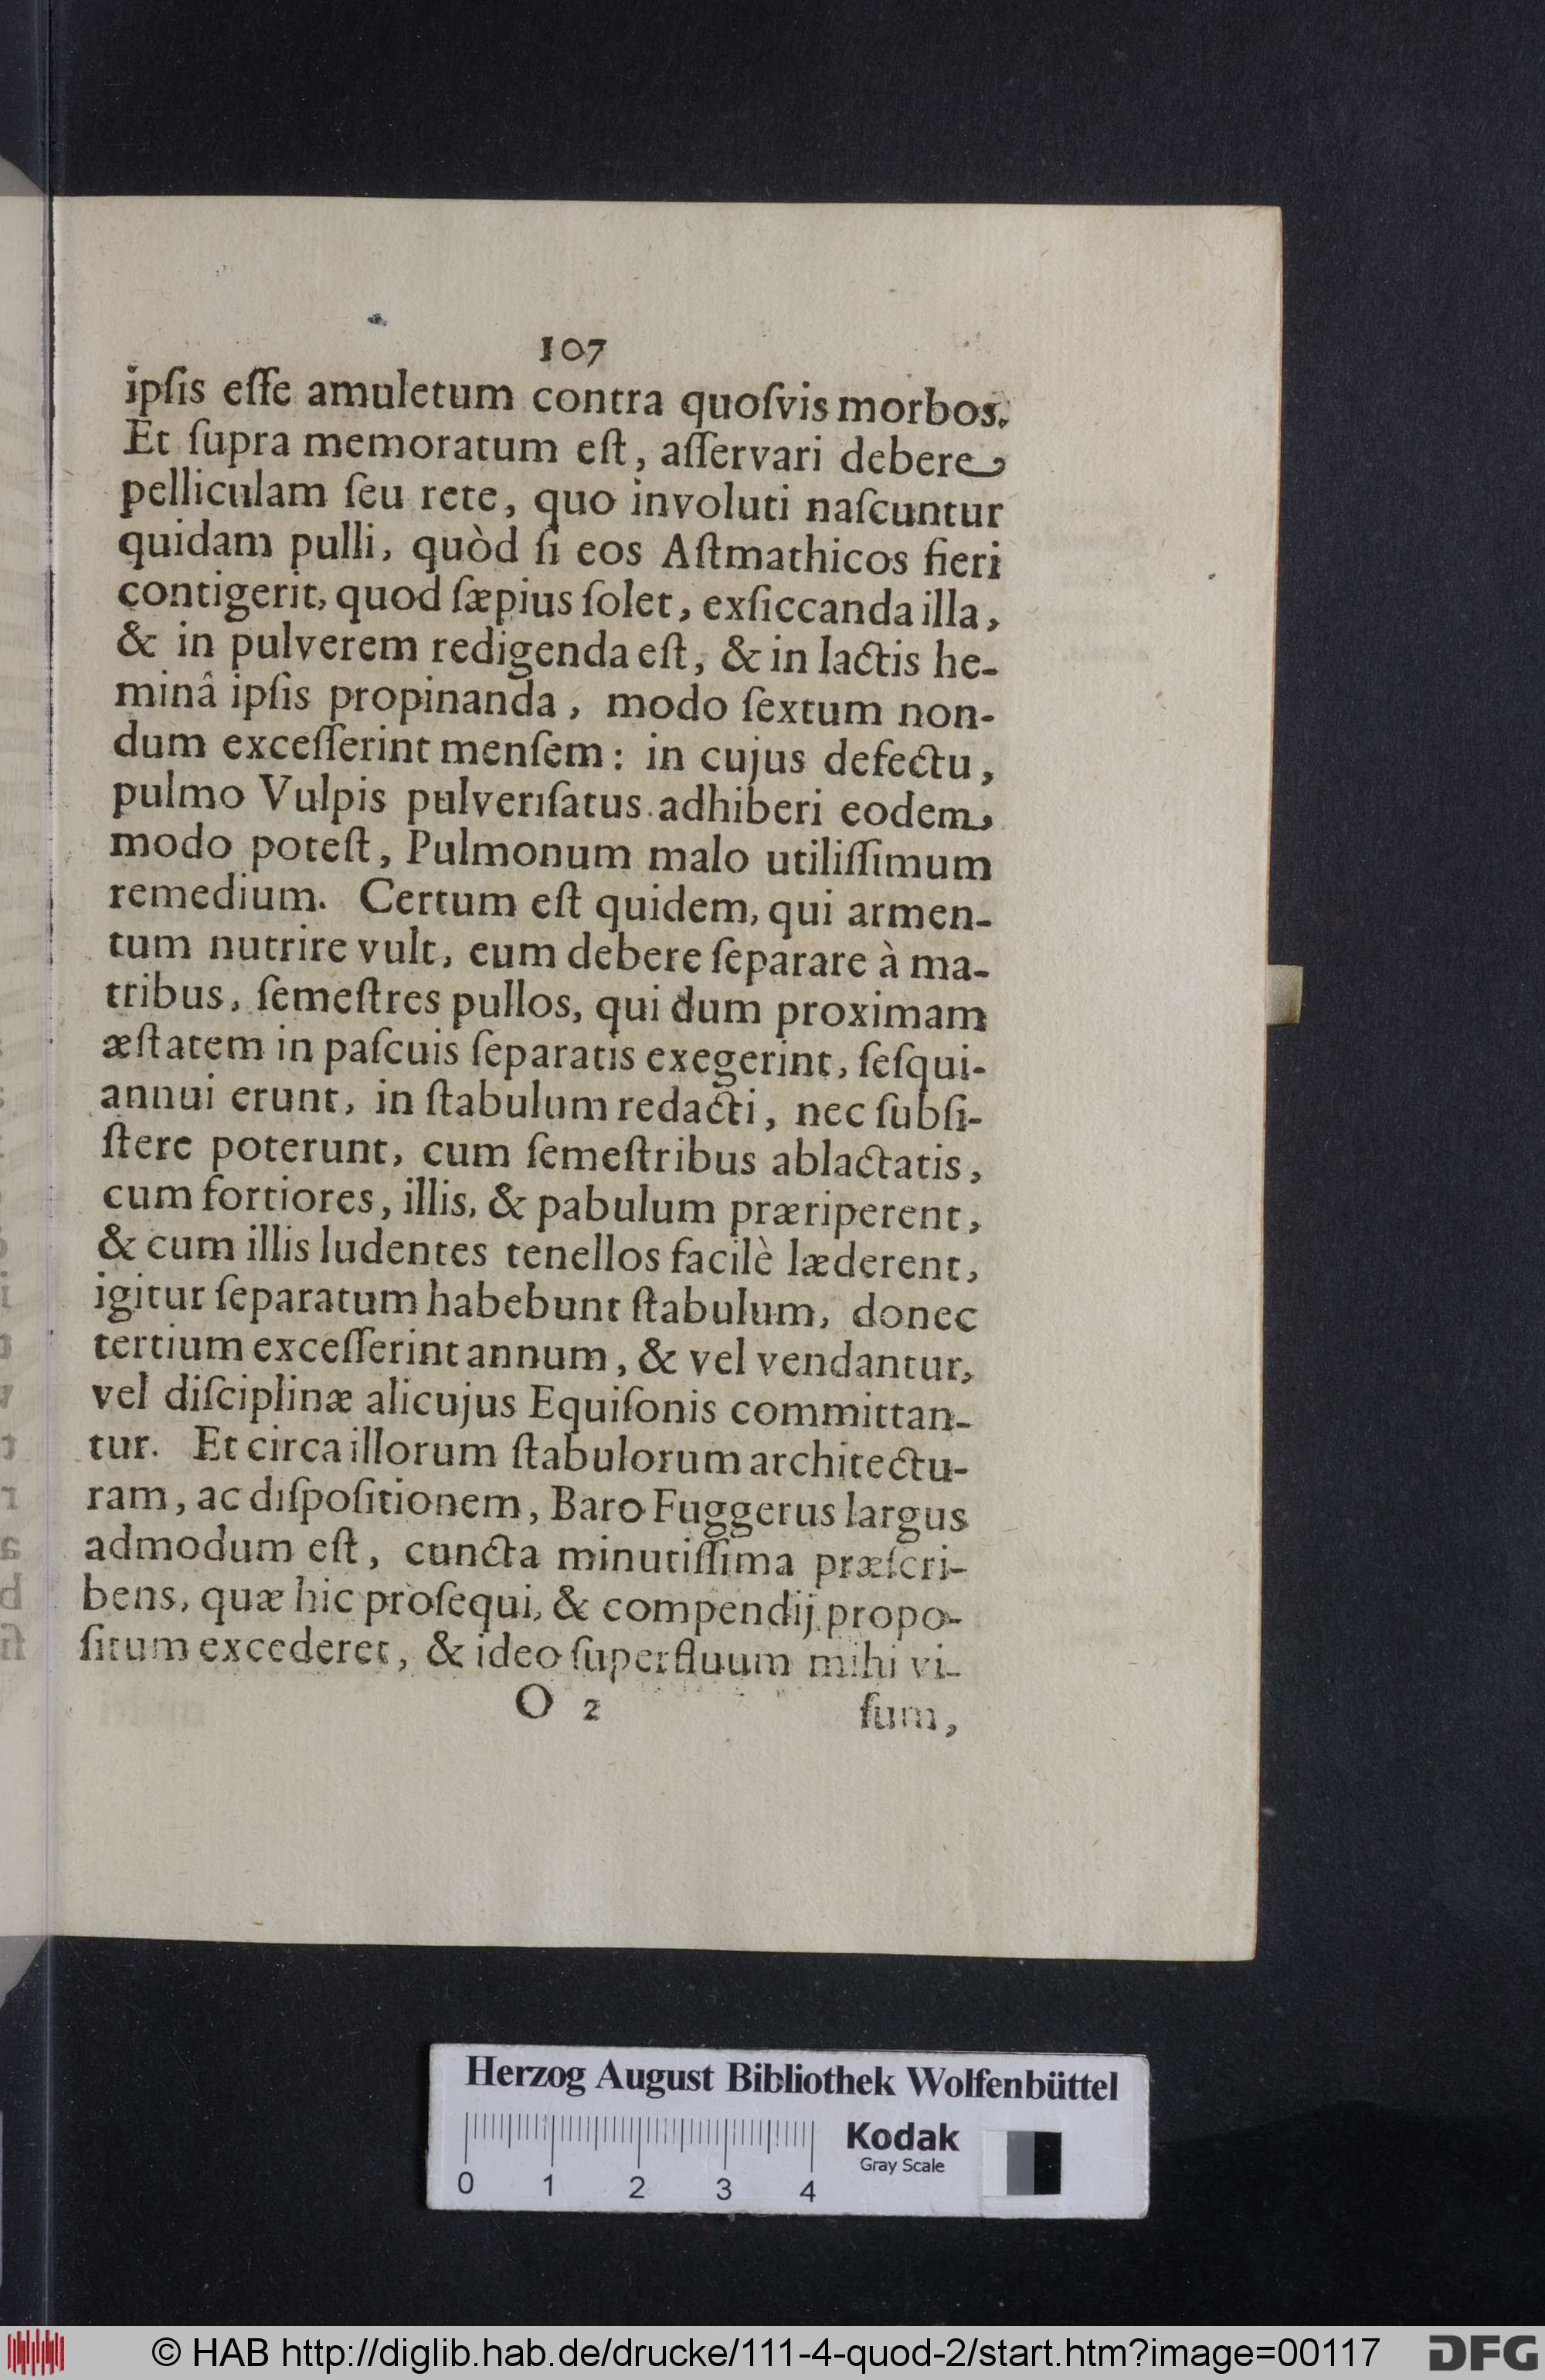 107
ipſis eſſe amuletum contra quoſvis morbos.
Et ſupra memoratum eſt, aſſervari debere
pelliculam ſeu rete, quo involuti naſcuntur
quidam pulli, quòd ſi eos Aſtmathicos fieri
contigerit, quod ſæpius ſolet, exſiccanda illa,
& in pulverem redigenda eſt, & in lactis he-
minâ ipſis propinanda, modo ſextum non-
dum exceſſerint menſem: in cujus defectu,
pulmo Vulpis pulveriſatus adhiberi eodem
modo poteſt, Pulmonum malo utiliſſimum
remedium. Certum eſt quidem, qui armen-
tum nutrire vult, eum debere ſeparare à ma-
tribus, ſemeſtres pullos, qui dum proximam
æſtatem in paſcuis ſeparatis exegerint, ſeſqui-
annui erunt, in ſtabulum redacti, nec ſubſi-
ſtere poterunt, cum ſemeſtribus ablactatis,
cum fortiores, illis, & pabulum præriperent,
& cum illis ludentes tenellos facilè læderent,
igitur ſeparatum habebunt ſtabulum, donec
tertium exceſſerint annum, & vel vendantur,
vel diſciplinæ alicujus Equiſonis committan-
tur. Et circa illorum ſtabulorum architectu-
ram, ac diſpoſitionem, Baro Fuggerus largus
admodum eſt, cuncta minutiſſima præſcri-
bens, quæ hic proſequi, & compendij propo-
ſitum excederet, & ideo ſuperfluum mihi vi-
O 2 ſum,
Herzog August Bibliothek Wolfenbüttel
Kodak
Gray Scale
0 1 2 3 4
© HAB http://diglib.hab.de/drucke/111-4-quod-2/start.htm?image=00117
DFG